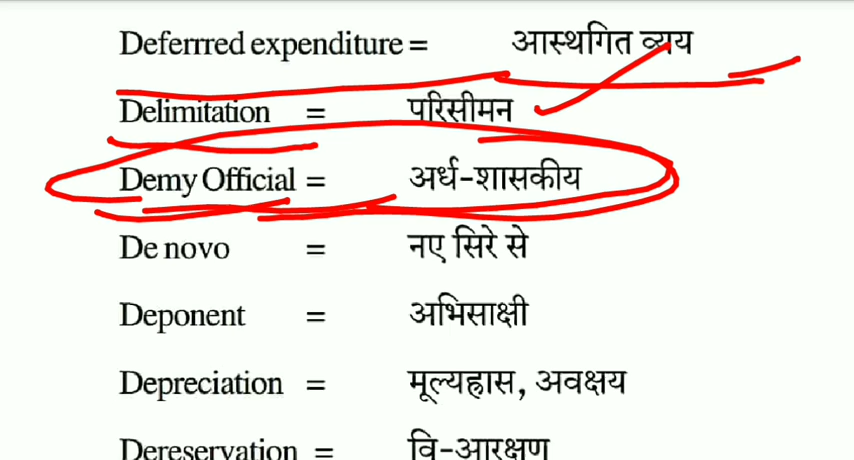 Deferrred expenditure = आस्थगित व्यय
Delimitation = परिसीमन
Demy Official = अर्ध-शासकीय
De novo = नए सिरे से
Deponent = अभिसाक्षी
Depreciation = मूल्यह्रास, अवक्षय
Dereservation = वि-आरक्षण